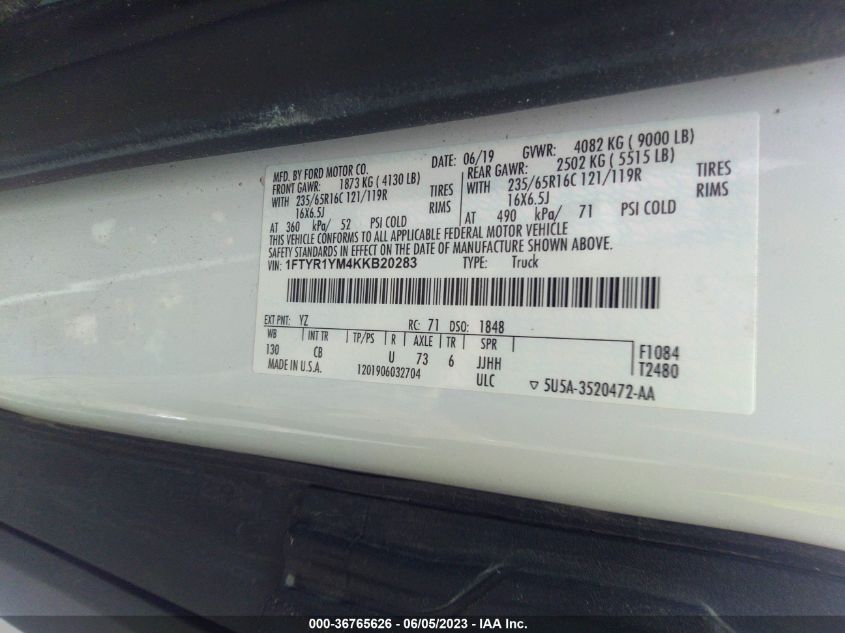 MFD. BY FORD MOTOR CO.
DATE: 06/19 GVWR: 4082 KG ( 9000 LB)
FRONT GAWR: 1873 KG ( 4130 LB)
REAR GAWR: 2502 KG ( 5515 LB)
WITH 235/65R16C 121/119R TIRES
WITH 235/65R16C 121/119R TIRES
16X6.5J RIMS
16X6.5J RIMS
AT 360 kPa/ 52 PSI COLD
AT 490 kPa/ 71 PSI COLD
THIS VEHICLE CONFORMS TO ALL APPLICABLE FEDERAL MOTOR VEHICLE
SAFETY STANDARDS IN EFFECT ON THE DATE OF MANUFACTURE SHOWN ABOVE.
VIN: 1FTYR1YM4KKB20283 TYPE: Truck
EXT PNT: YZ RC: 71 DSO: 1848
WB INT TR TP/PS R AXLE TR SPR
130 CB U 73 6 JJHH
F1084
T2480
MADE IN U.S.A. 1201906032704 ULC
▽ 5U5A-3520472-AA
000-36765626 / 06/05/2023 - IAA Inc.